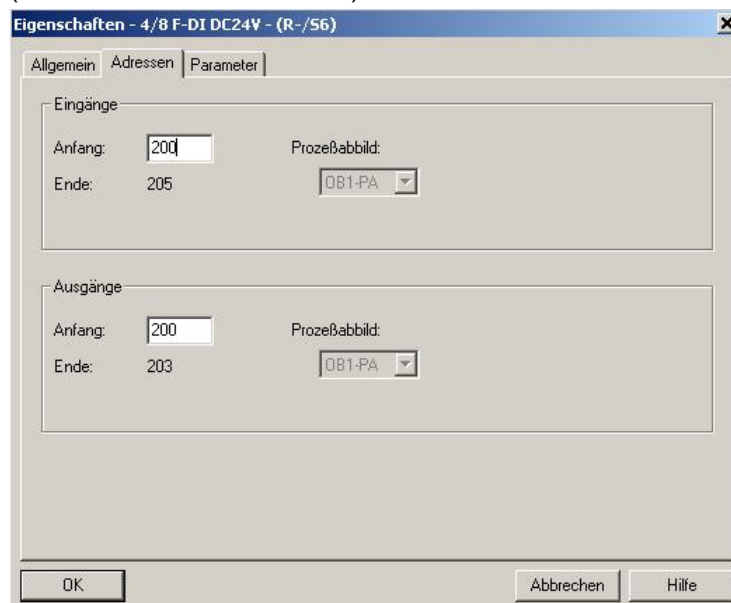 Eigenschaften - 4/8 F-DI DC24V - (R-/S6)
Allgemein Adressen Parameter
Eingänge
Anfang: 200 Prozeßabbild:
Ende: 205 OB1-PA
Ausgänge
Anfang: 200 Prozeßabbild:
Ende: 203 OB1-PA
OK Abbrechen Hilfe